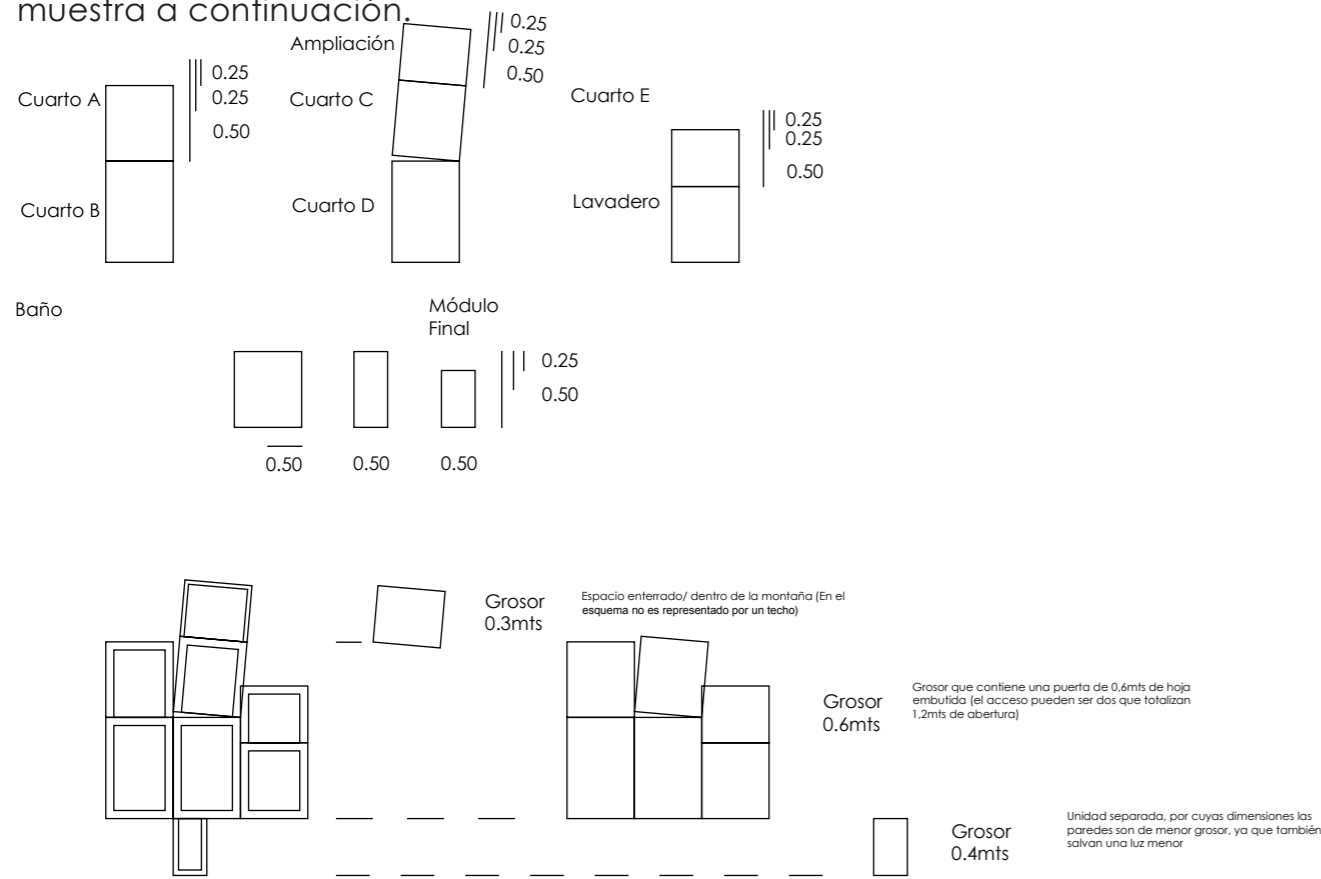 muestra a continuación.
Ampliación
0.25
0.25
0.50
Cuarto A
0.25
0.25
0.50
Cuarto C
Cuarto E
0.25
0.25
0.50
Cuarto B
Cuarto D
Lavadero
Baño
Módulo
Final
0.25
0.50
0.50
0.50
0.50
Grosor
0.3mts
Espacio enterrado/ dentro de la montaña (En el
esquema no es representado por un techo)
Grosor
0.6mts
Grosor que contiene una puerta de 0,6mts de hoja
embutida (el acceso pueden ser dos que totalizan
1,2mts de abertura)
Grosor
0.4mts
Unidad separada, por cuyas dimensiones las
paredes son de menor grosor, ya que también
salvan una luz menor